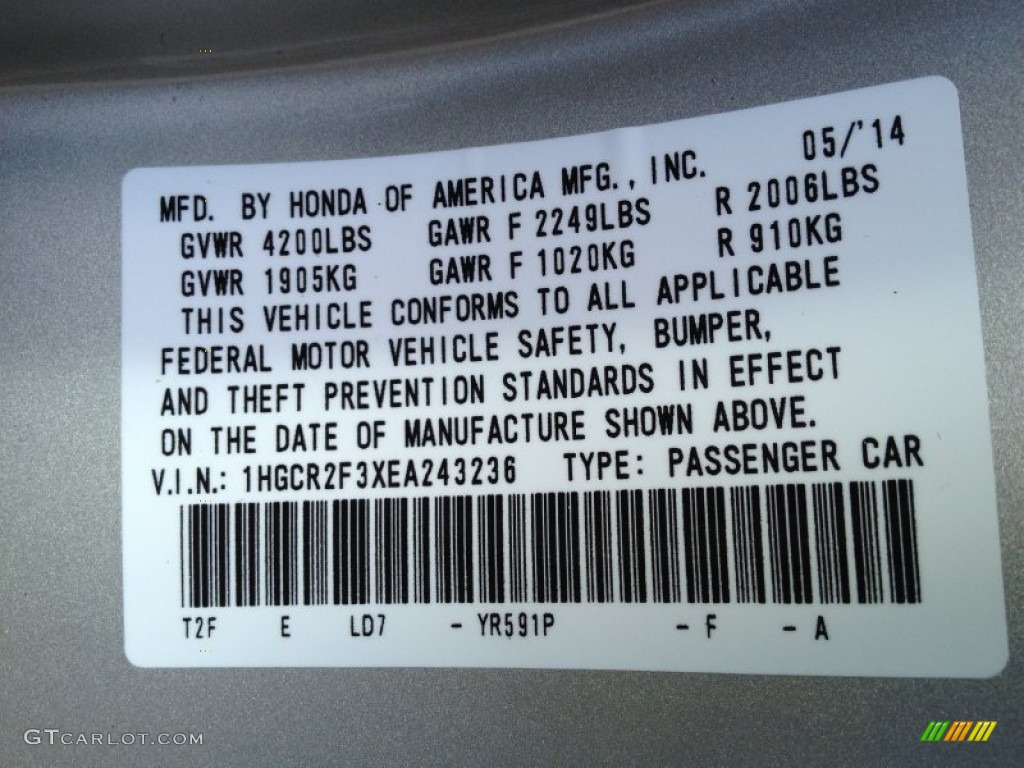 05/'14
MFD. BY HONDA OF AMERICA MFG., INC.
GVWR 4200LBS GAWR F 2249LBS R 2006LBS
GVWR 1905KG GAWR F 1020KG R 910KG
THIS VEHICLE CONFORMS TO ALL APPLICABLE
FEDERAL MOTOR VEHICLE SAFETY, BUMPER,
AND THEFT PREVENTION STANDARDS IN EFFECT
ON THE DATE OF MANUFACTURE SHOWN ABOVE.
V.I.N.: 1HGCR2F3XEA243236 TYPE: PASSENGER CAR
T2F E LD7 - YR591P - F - A
GTCARLOT.COM